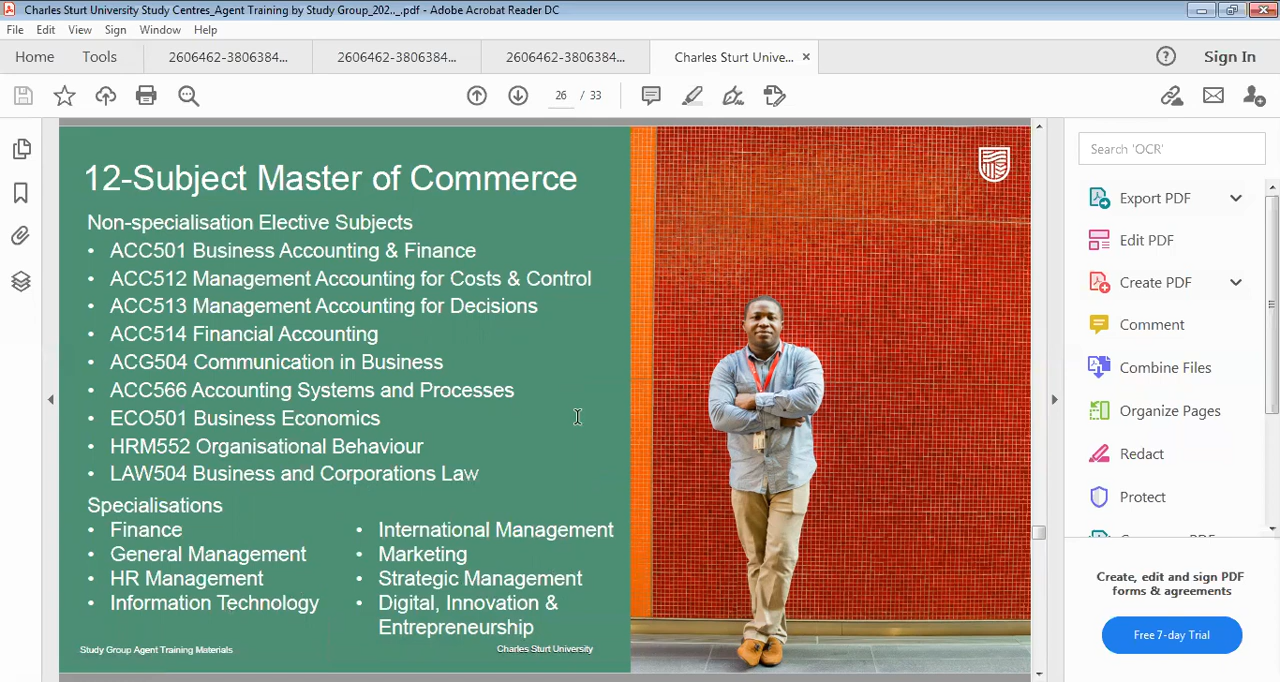 Charles Sturt University Study Centres_Agent Training by Study Group_202..._.pdf - Adobe Acrobat Reader DC
File Edit View Sign Window Help
Home Tools 2606462-3806384... 2606462-3806384... 2606462-3806384... Charles Sturt Unive... × Sign In
26 / 33
12-Subject Master of Commerce
Non-specialisation Elective Subjects
• ACC501 Business Accounting & Finance
• ACC512 Management Accounting for Costs & Control
• ACC513 Management Accounting for Decisions
• ACC514 Financial Accounting
• ACG504 Communication in Business
• ACC566 Accounting Systems and Processes
• ECO501 Business Economics
• HRM552 Organisational Behaviour
• LAW504 Business and Corporations Law
Specialisations
• Finance
• General Management
• HR Management
• Information Technology
• International Management
• Marketing
• Strategic Management
• Digital, Innovation &
Entrepreneurship
Study Group Agent Training Materials
Charles Sturt University
Search 'OCR'
Export PDF
Edit PDF
Create PDF
Comment
Combine Files
Organize Pages
Redact
Protect
Create, edit and sign PDF
forms & agreements
Free 7-day Trial